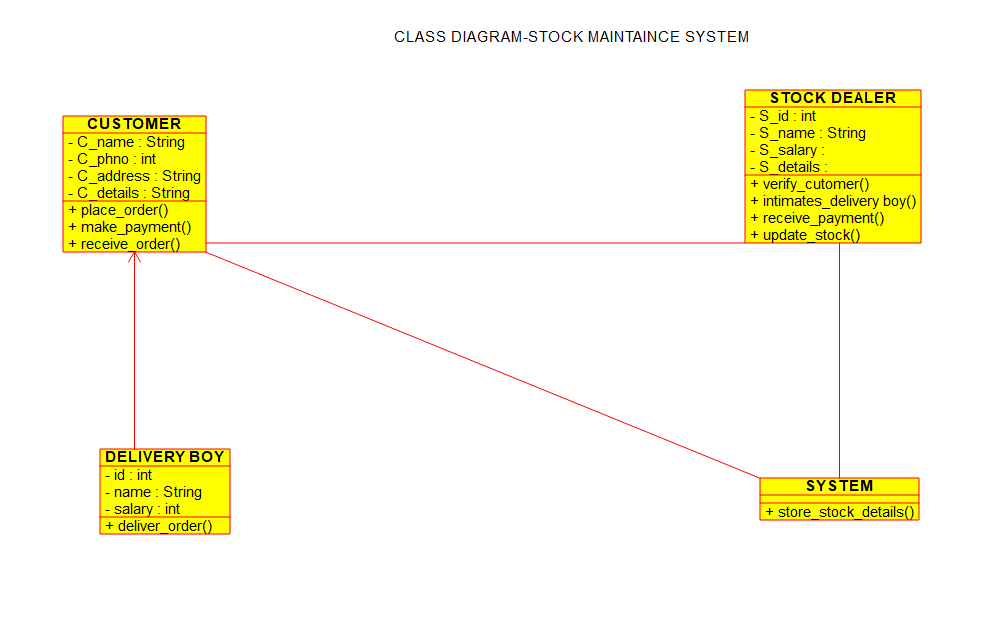 CLASS DIAGRAM-STOCK MAINTAINCE SYSTEM
CUSTOMER
- C_name : String
- C_phno : int
- C_address : String
- C_details : String
+ place_order()
+ make_payment()
+ receive_order()
STOCK DEALER
- S_id : int
- S_name : String
- S_salary :
- S_details :
+ verify_cutomer()
+ intimates_delivery boy()
+ receive_payment()
+ update_stock()
DELIVERY BOY
- id : int
- name : String
- salary : int
+ deliver_order()
SYSTEM
+ store_stock_details()